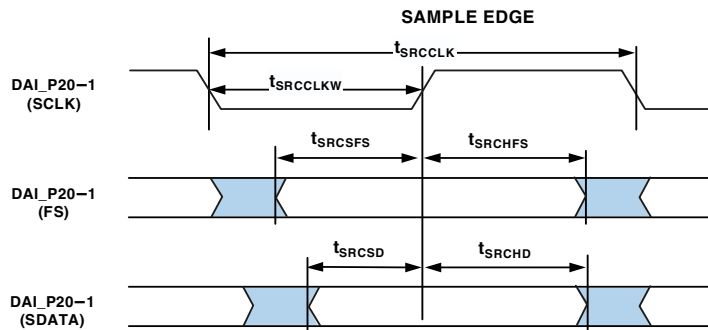 SAMPLE EDGE
tSRCCLK
DAI_P20–1
(SCLK)
tSRCCLKW
tSRCSFS
tSRCHFS
DAI_P20–1
(FS)
tSRCSD
tSRCHD
DAI_P20–1
(SDATA)